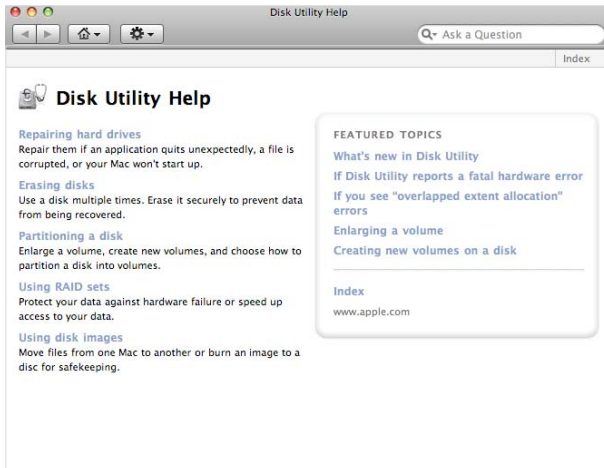 Disk Utility Help
Ask a Question
Index
Disk Utility Help
Repairing hard drives
Repair them if an application quits unexpectedly, a file is
corrupted, or your Mac won't start up.
Erasing disks
Use a disk multiple times. Erase it securely to prevent data
from being recovered.
Partitioning a disk
Enlarge a volume, create new volumes, and choose how to
partition a disk into volumes.
Using RAID sets
Protect your data against hardware failure or speed up
access to your data.
Using disk images
Move files from one Mac to another or burn an image to a
disc for safekeeping.
FEATURED TOPICS
What's new in Disk Utility
If Disk Utility reports a fatal hardware error
If you see "overlapped extent allocation"
errors
Enlarging a volume
Creating new volumes on a disk
Index
www.apple.com